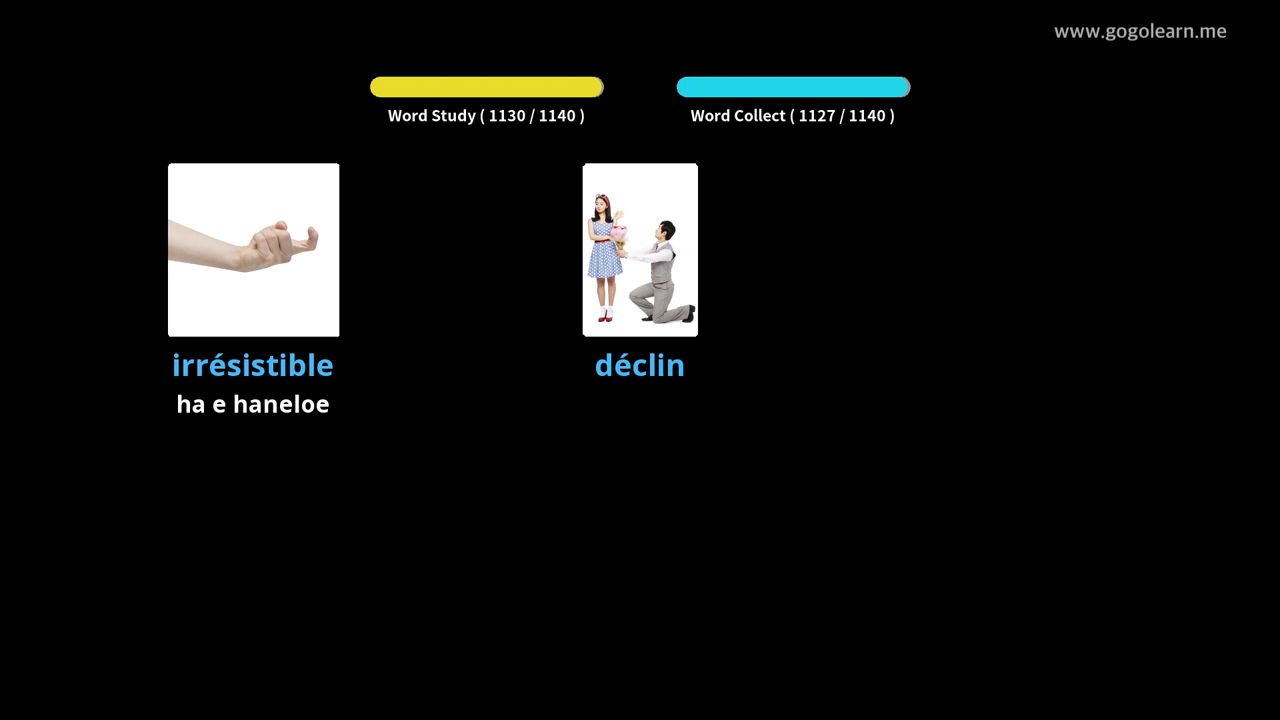 www.gogolearn.me
Word Study ( 1130 / 1140 )
Word Collect ( 1127 / 1140 )
irrésistible
déclin
ha e haneloe